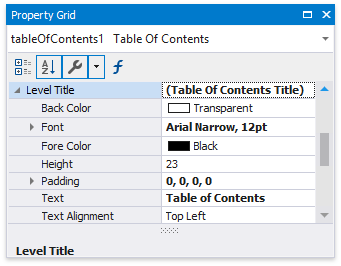 Property Grid
tableOfContents1 Table Of Contents
Level Title (Table Of Contents Title)
Back Color Transparent
Font Arial Narrow, 12pt
Fore Color Black
Height 23
Padding 0, 0, 0, 0
Text Table of Contents
Text Alignment Top Left
Level Title